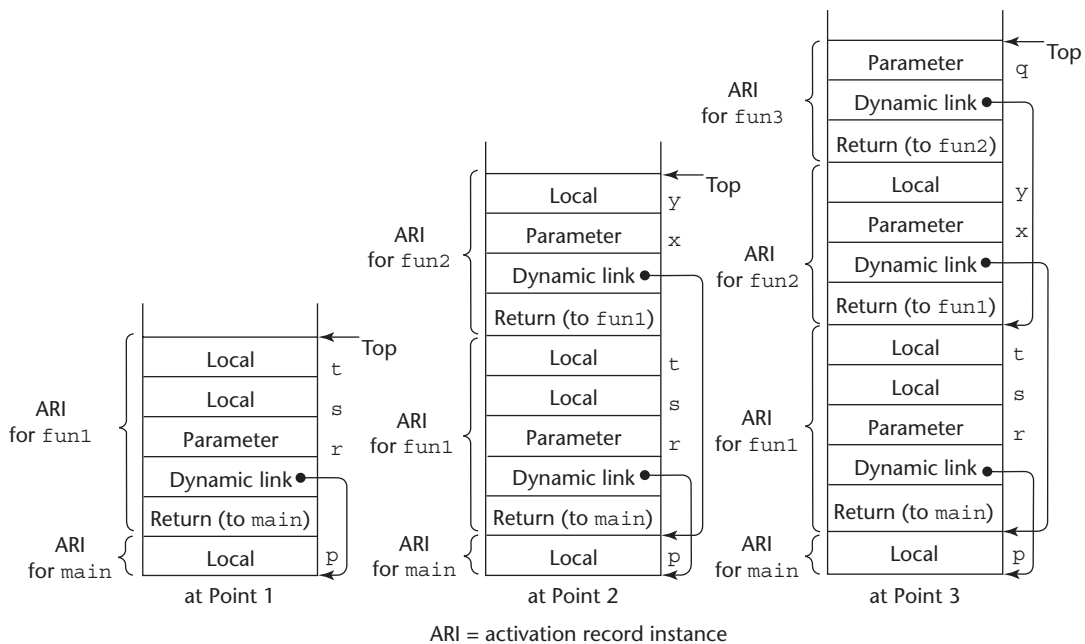 Top
Parameter q
ARI
for fun3
Dynamic link
Return (to fun2)
Local y
Parameter x
ARI
for fun2
Dynamic link
Return (to fun1)
Local t
Local s
ARI
for fun1
Parameter r
Dynamic link
Return (to main)
ARI
for main
Local p
at Point 3
Top
Local y
ARI
for fun2
Parameter x
Dynamic link
Return (to fun1)
Local t
Local s
ARI
for fun1
Parameter r
Dynamic link
Return (to main)
ARI
for main
Local p
at Point 2
Top
Local t
Local s
ARI
for fun1
Parameter r
Dynamic link
Return (to main)
ARI
for main
Local p
at Point 1
ARI = activation record instance